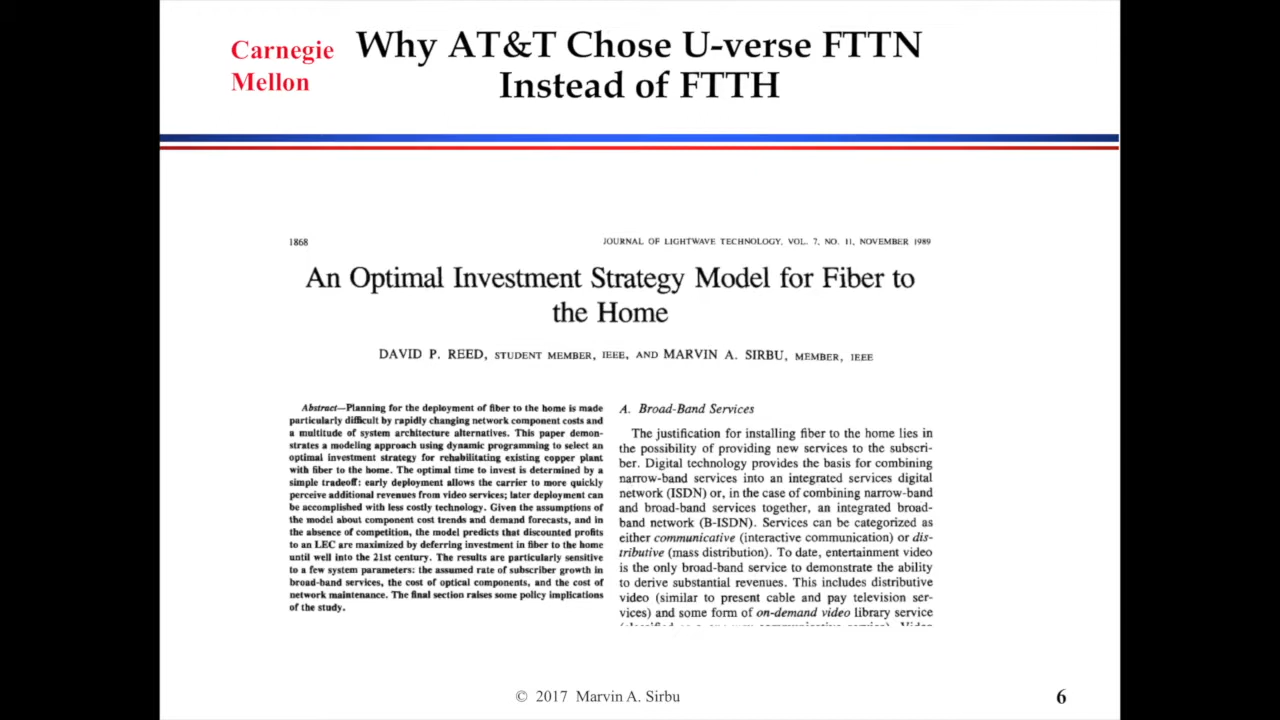 Carnegie
Mellon
Why AT&T Chose U-verse FTTN
Instead of FTTH
1868
JOURNAL OF LIGHTWAVE TECHNOLOGY, VOL. 7, NO. 11, NOVEMBER 1989
An Optimal Investment Strategy Model for Fiber to
the Home
DAVID P. REED, STUDENT MEMBER, IEEE, AND MARVIN A. SIRBU, MEMBER, IEEE
Abstract—Planning for the deployment of fiber to the home is made
particularly difficult by rapidly changing network component costs and
a multitude of system architecture alternatives. This paper demon-
strates a modeling approach using dynamic programming to select an
optimal investment strategy for rehabilitating existing copper plant
with fiber to the home. The optimal time to invest is determined by a
simple tradeoff: early deployment allows the carrier to more quickly
perceive additional revenues from video services; later deployment can
be accomplished with less costly technology. Given the assumptions of
the model about component cost trends and demand forecasts, and in
the absence of competition, the model predicts that discounted profits
to an LEC are maximized by deferring investment in fiber to the home
until well into the 21st century. The results are particularly sensitive
to a few system parameters: the assumed rate of subscriber growth in
broad-band services, the cost of optical components, and the cost of
network maintenance. The final section raises some policy implications
of the study.
A. Broad-Band Services
The justification for installing fiber to the home lies in
the possibility of providing new services to the subscri-
ber. Digital technology provides the basis for combining
narrow-band services into an integrated services digital
network (ISDN) or, in the case of combining narrow-band
and broad-band services together, an integrated broad-
band network (B-ISDN). Services can be categorized as
either communicative (interactive communication) or dis-
tributive (mass distribution). To date, entertainment video
is the only broad-band service to demonstrate the ability
to derive substantial revenues. This includes distributive
video (similar to present cable and pay television ser-
vices) and some form of on-demand video library service
© 2017 Marvin A. Sirbu
6